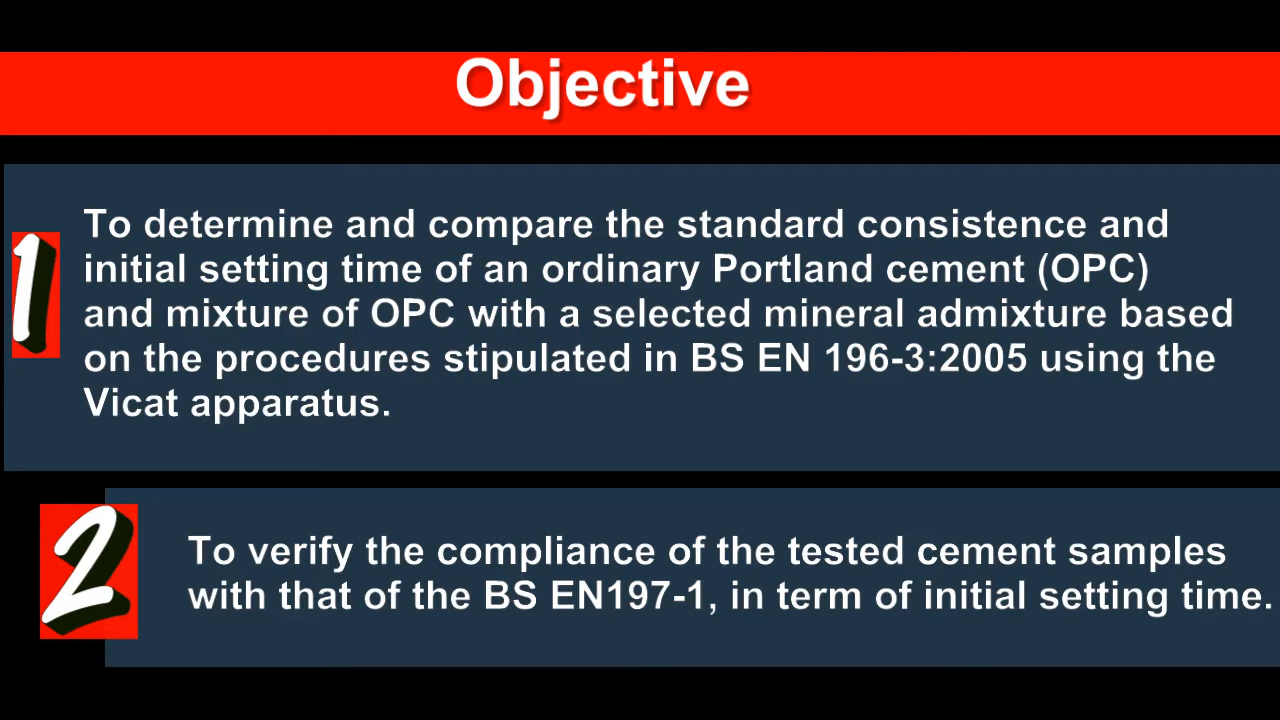 Objective
1
To determine and compare the standard consistence and
initial setting time of an ordinary Portland cement (OPC)
and mixture of OPC with a selected mineral admixture based
on the procedures stipulated in BS EN 196-3:2005 using the
Vicat apparatus.
2
To verify the compliance of the tested cement samples
with that of the BS EN197-1, in term of initial setting time.